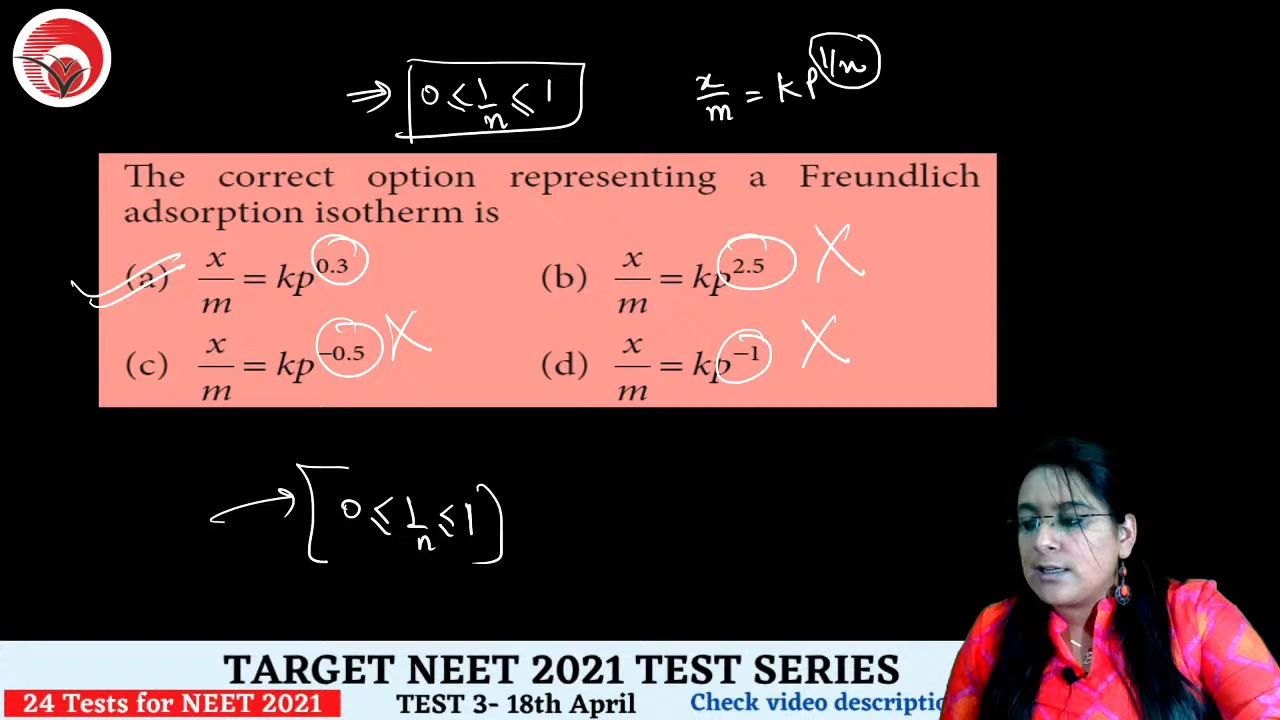 ⇒ 0 ≤ 1/n ≤ 1
x/m = kp^1/n
The correct option representing a Freundlich
adsorption isotherm is
(a) x/m = kp^0.3 (b) x/m = kp^2.5 X
(c) x/m = kp^−0.5 X (d) x/m = kp^−1 X
→ 0 ≤ 1/n ≤ 1
TARGET NEET 2021 TEST SERIES
24 Tests for NEET 2021 TEST 3- 18th April Check video descriptio